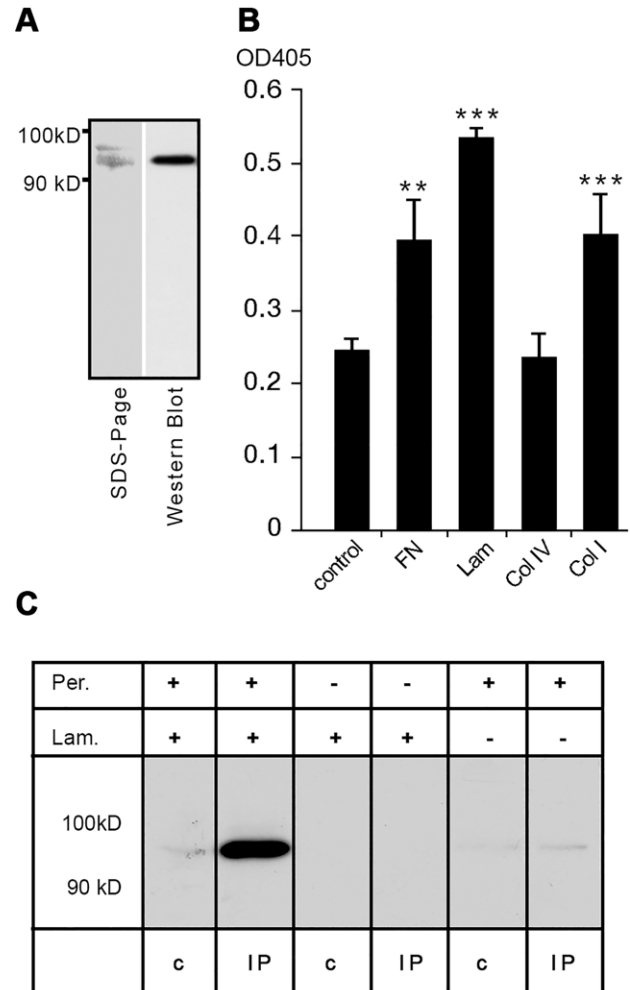 A
100kD
90 kD
SDS-Page
Western Blot
B
OD405
0.6
0.5
0.4
0.3
0.2
0.1
0
**
***
***
control
FN
Lam
Col IV
Col I
C
Per. + + - - + +
Lam. + + + + - -
100kD
90 kD
c IP c IP c IP